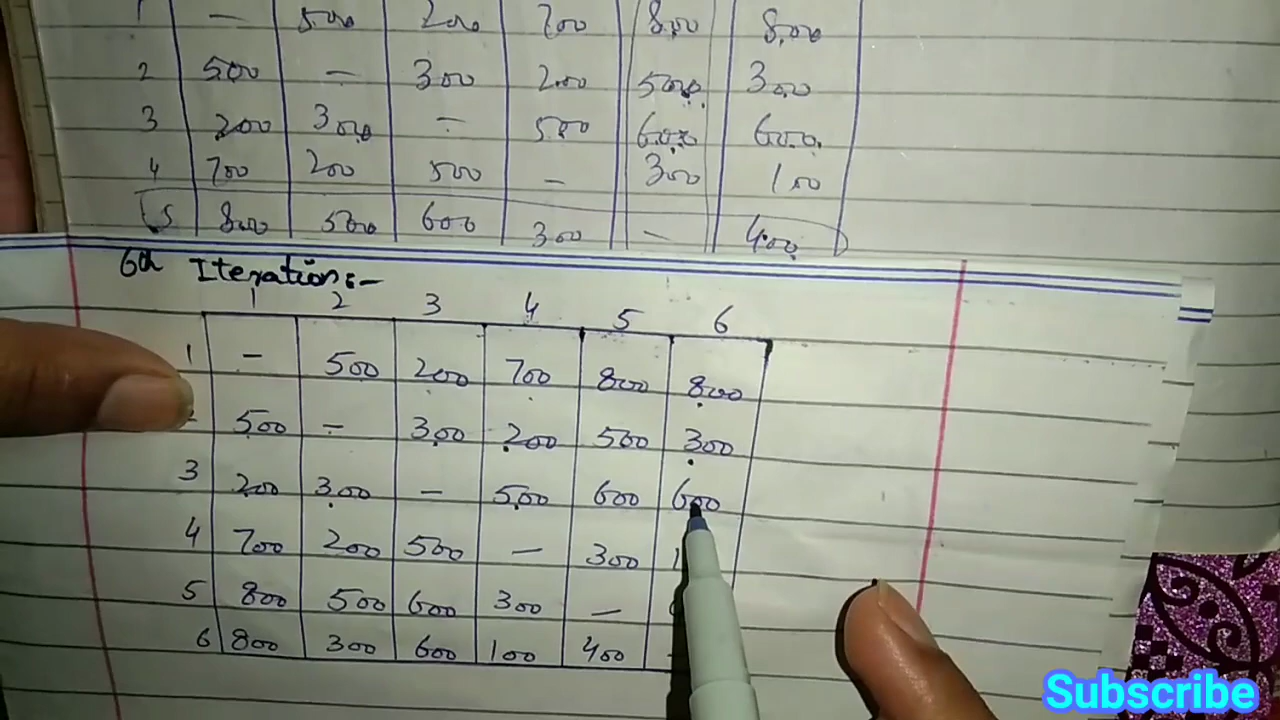 1 — 500 200 700 800 800
2 500 — 300 200 500 300
3 200 300 — 500 600 600
4 700 200 500 — 300 100
5 800 500 600 300 — 400
6th Iteration:-
1 2 3 4 5 6
1 — 500 200 700 800 800
500 — 300 200 500 300
3 200 300 — 500 600 600
4 700 200 500 — 300
5 800 500 600 300 —
6 800 300 600 100 400
Subscribe